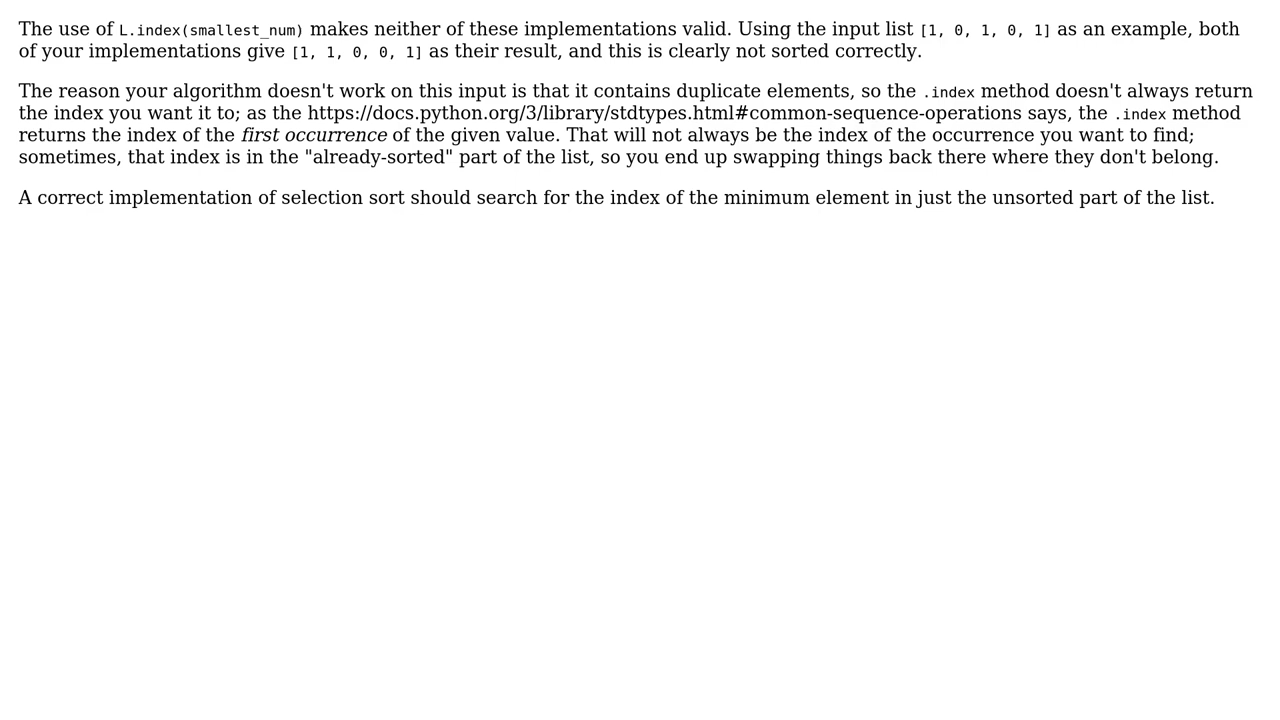 The use of L.index(smallest_num) makes neither of these implementations valid. Using the input list [1, 0, 1, 0, 1] as an example, both
of your implementations give [1, 1, 0, 0, 1] as their result, and this is clearly not sorted correctly.
The reason your algorithm doesn't work on this input is that it contains duplicate elements, so the .index method doesn't always return
the index you want it to; as the https://docs.python.org/3/library/stdtypes.html#common-sequence-operations says, the .index method
returns the index of the first occurrence of the given value. That will not always be the index of the occurrence you want to find;
sometimes, that index is in the "already-sorted" part of the list, so you end up swapping things back there where they don't belong.
A correct implementation of selection sort should search for the index of the minimum element in just the unsorted part of the list.